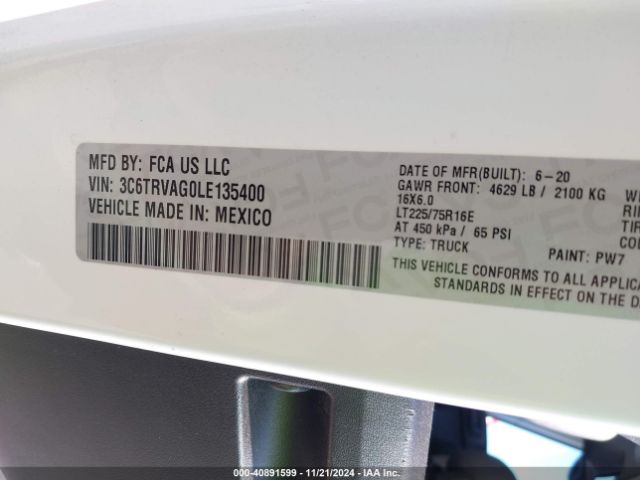 MFD BY: FCA US LLC
VIN: 3C6TRVAG0LE135400
VEHICLE MADE IN: MEXICO
DATE OF MFR(BUILT): 6-20
GAWR FRONT: 4629 LB / 2100 KG
16X6.0
LT225/75R16E
AT 450 kPa / 65 PSI
TYPE: TRUCK PAINT: PW7
THIS VEHICLE CONFORMS TO ALL
STANDARDS IN EFFECT ON THE
© - 40891599 - 11/21/2024 - IAA Inc.